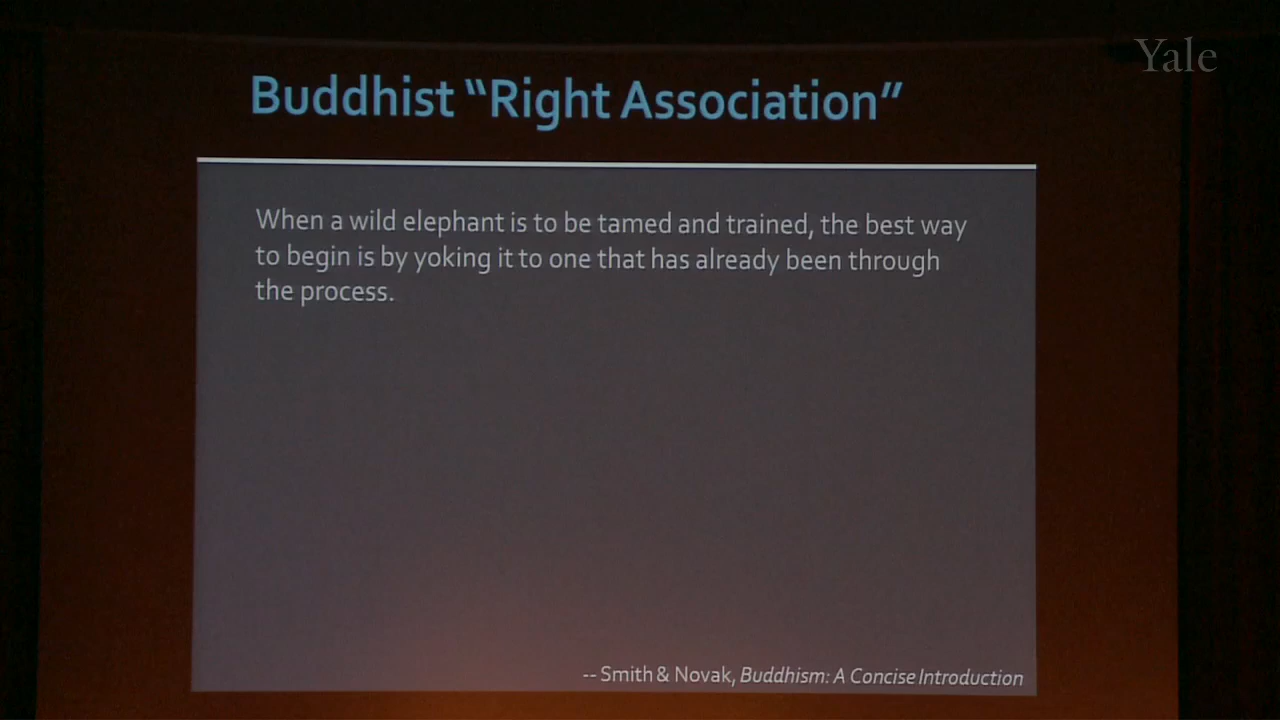 Yale
Buddhist “Right Association”
When a wild elephant is to be tamed and trained, the best way
to begin is by yoking it to one that has already been through
the process.
-- Smith & Novak, Buddhism: A Concise Introduction